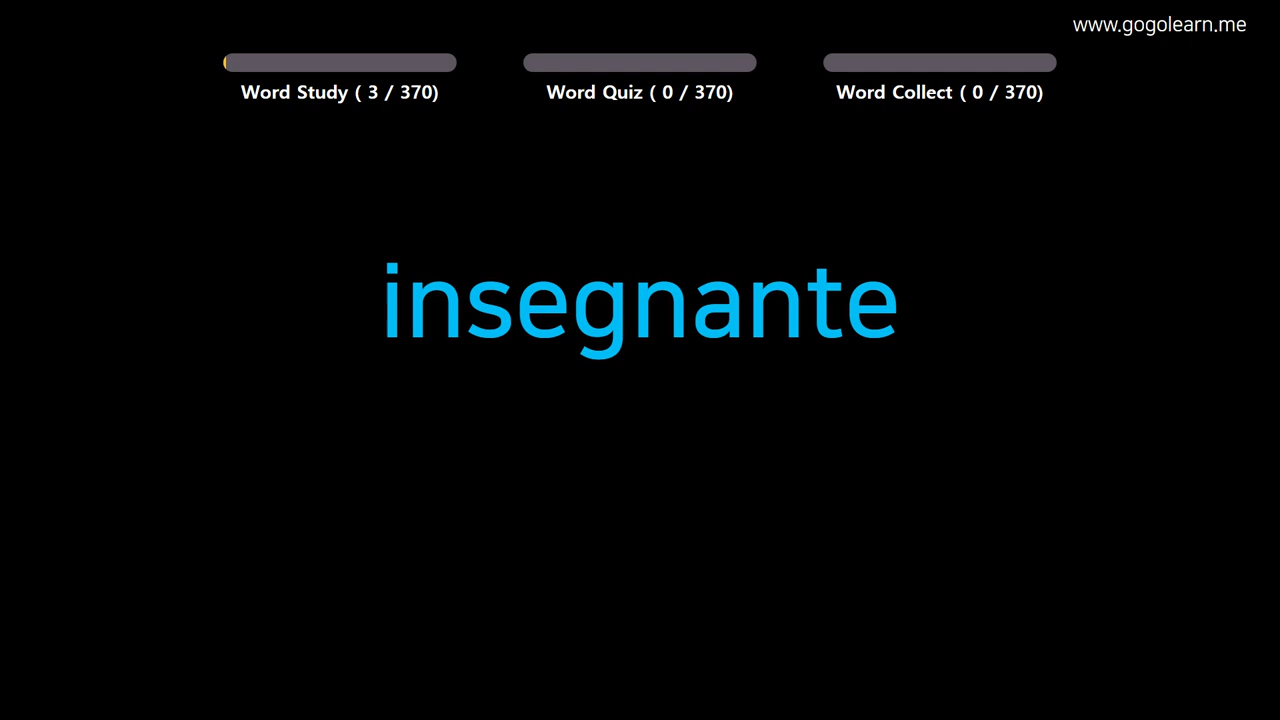 www.gogolearn.me
Word Study ( 3 / 370)
Word Quiz ( 0 / 370)
Word Collect ( 0 / 370)
insegnante